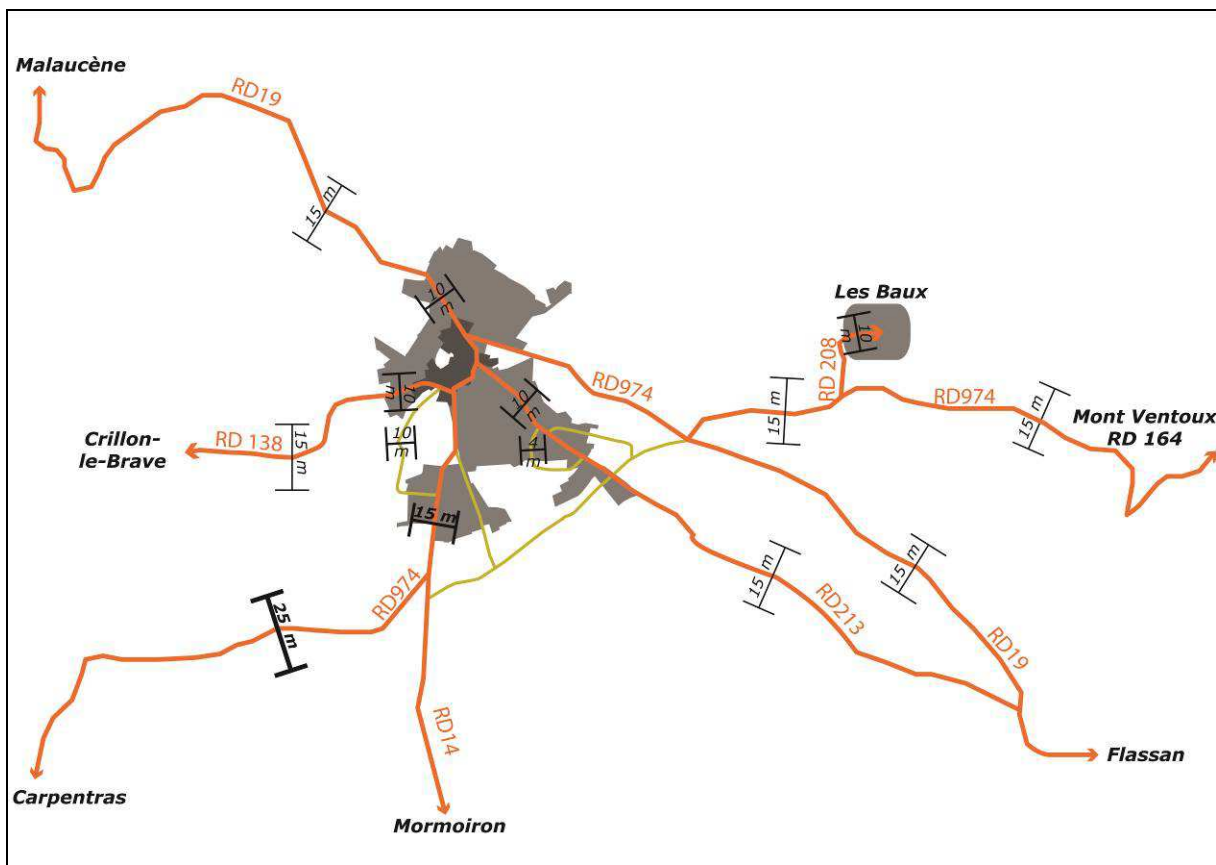 Malaucène
RD19
15 m
10
m
Les Baux
10
m
RD 208
RD974
RD974
15 m
15 m
Mont Ventoux
RD 164
10
m
10
m
Crillon-
le-Brave
RD 138
15 m
10
m
4
m
15 m
15 m
15 m
RD974
RD213
25 m
RD19
RD14
Flassan
Carpentras
Mormoiron